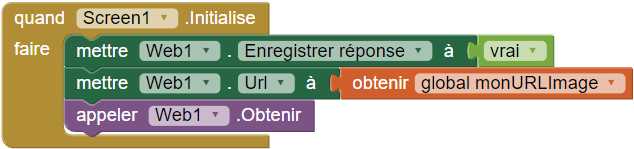 quand Screen1 .Initialise
faire mettre Web1 . Enregistrer réponse à vrai
mettre Web1 . Url à obtenir global monURLImage
appeler Web1 .Obtenir